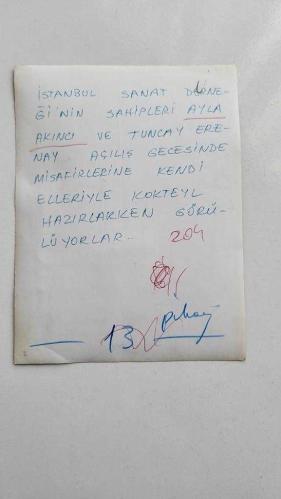 İSTANBUL SANAT DERNE-
Ğİ'NİN SAHİPLERİ AYLA
AKINCI VE TUNCAY ERE-
NAY AÇILIŞ GECESİNDE
MİSAFİRLERİNE KENDİ
ELLERİYLE KOKTEYL
HAZIRLARKEN GÖRÜ-
LÜYORLAR..
204
13